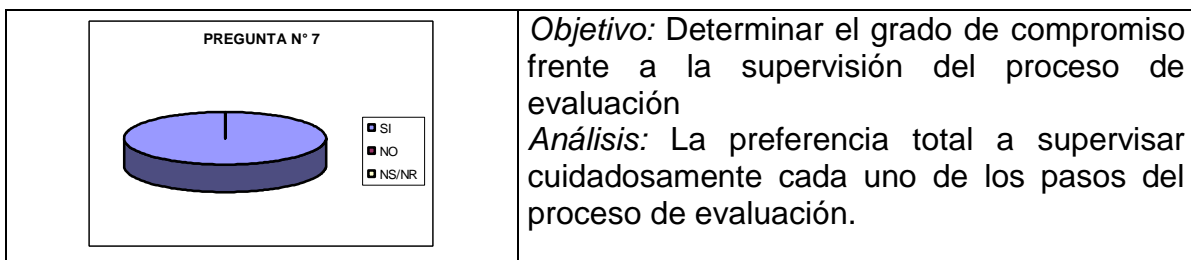 PREGUNTA N° 7
SI
NO
NS/NR
Objetivo: Determinar el grado de compromiso
frente a la supervisión del proceso de
evaluación
Análisis: La preferencia total a supervisar
cuidadosamente cada uno de los pasos del
proceso de evaluación.